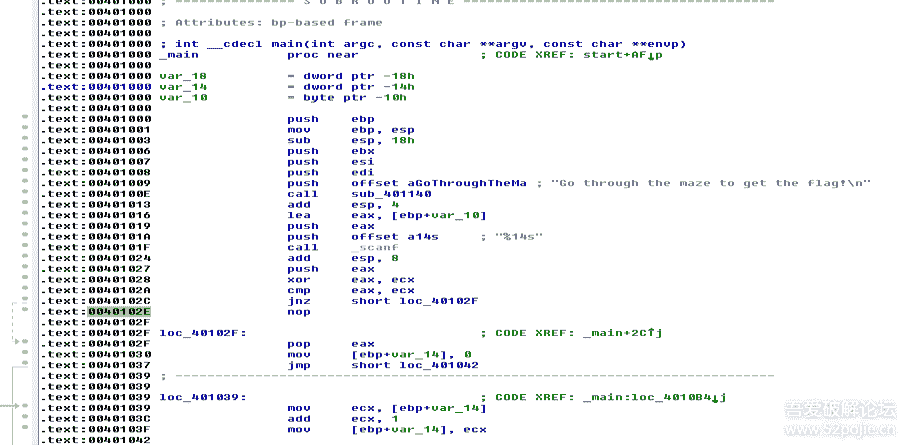 .text:00401000 ; --------------- S U B R O U T I N E ---------------------------------------
.text:00401000
.text:00401000 ; Attributes: bp-based frame
.text:00401000
.text:00401000 ; int __cdecl main(int argc, const char **argv, const char **envp)
.text:00401000 _main proc near ; CODE XREF: start+AF↓p
.text:00401000
.text:00401000 var_18 = dword ptr -18h
.text:00401000 var_14 = dword ptr -14h
.text:00401000 var_10 = byte ptr -10h
.text:00401000
.text:00401000 push ebp
.text:00401001 mov ebp, esp
.text:00401003 sub esp, 18h
.text:00401006 push ebx
.text:00401007 push esi
.text:00401008 push edi
.text:00401009 push offset aGoThroughTheMa ; "Go through the maze to get the flag!\n"
.text:0040100E call sub_401140
.text:00401013 add esp, 4
.text:00401016 lea eax, [ebp+var_10]
.text:00401019 push eax
.text:0040101A push offset a14s ; "%14s"
.text:0040101F call _scanf
.text:00401024 add esp, 8
.text:00401027 push eax
.text:00401028 xor eax, ecx
.text:0040102A cmp eax, ecx
.text:0040102C jnz short loc_40102F
.text:0040102E nop
.text:0040102F
.text:0040102F loc_40102F: ; CODE XREF: _main+2C↑j
.text:0040102F pop eax
.text:00401030 mov [ebp+var_14], 0
.text:00401037 jmp short loc_401042
.text:00401039 ; ---------------------------------------------------------------------------
.text:00401039
.text:00401039 loc_401039: ; CODE XREF: _main:loc_4010B4↓j
.text:00401039 mov ecx, [ebp+var_14]
.text:0040103C add ecx, 1
.text:0040103F mov [ebp+var_14], ecx
.text:00401042
吾爱破解论坛
www.52pojie.cn